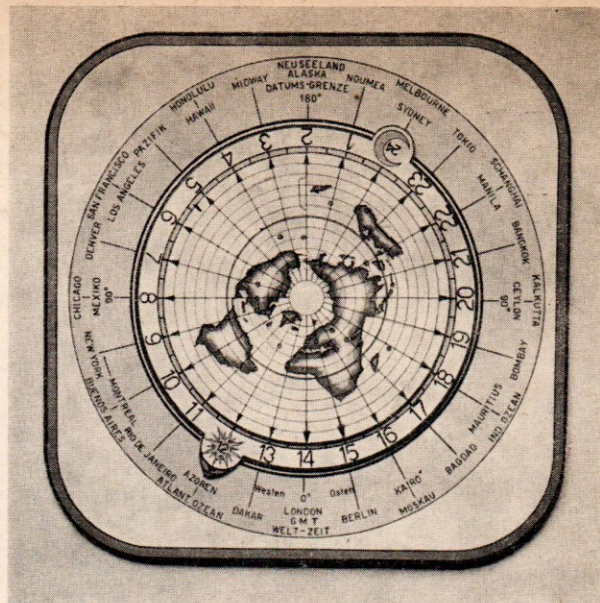 NEUSEELAND
ALASKA
DATUMS-GRENZE
180°
NOUMEA
MELBOURNE
SYDNEY
TOKIO
SCHANGHAI
MANILA
BANGKOK
KALKUTTA
CEYLON
90°
BOMBAY
MAURITIUS
IND. OZEAN
BAGDAD
KAIRO
MOSKAU
BERLIN
Osten
0°
LONDON
GMT
WELT-ZEIT
Westen
DAKAR
AZOREN
ATLANT. OZEAN
RIO DE JANEIRO
MONTREAL
BUENOS AIRES
NEW YORK
CHICAGO
MEXIKO
90°
DENVER
LOS ANGELES
SAN FRANCISCO
PAZIFIK
HAWAII
HONOLULU
MIDWAY
2
1
24
23
22
21
20
19
18
17
16
15
14
13
12
11
10
9
8
7
6
5
4
3